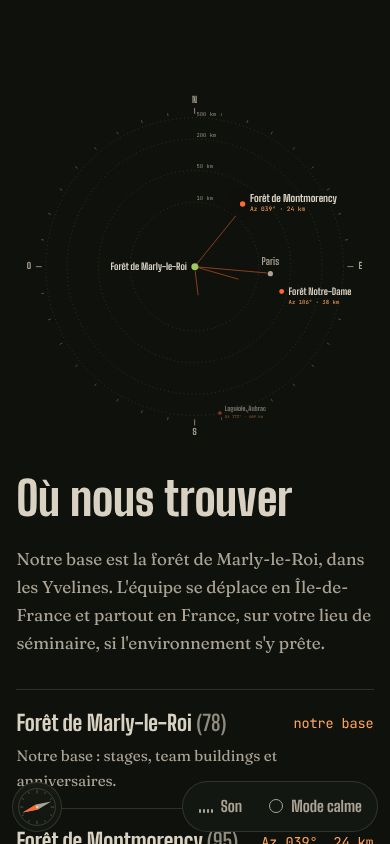 N
500 km
200 km
50 km
10 km
Forêt de Montmorency
Az 039° · 24 km
Paris
O
Forêt de Marly-le-Roi
E
Forêt Notre-Dame
Az 106° · 38 km
Laguiole, Aubrac
S
Où nous trouver
Notre base est la forêt de Marly-le-Roi, dans
les Yvelines. L'équipe se déplace en Île-de-
France et partout en France, sur votre lieu de
séminaire, si l'environnement s'y prête.
Forêt de Marly-le-Roi (78)
notre base
Notre base : stages, team buildings et
anniversaires.
Son
Mode calme
Forêt de Montmorency (95)
Az 039° 24 km